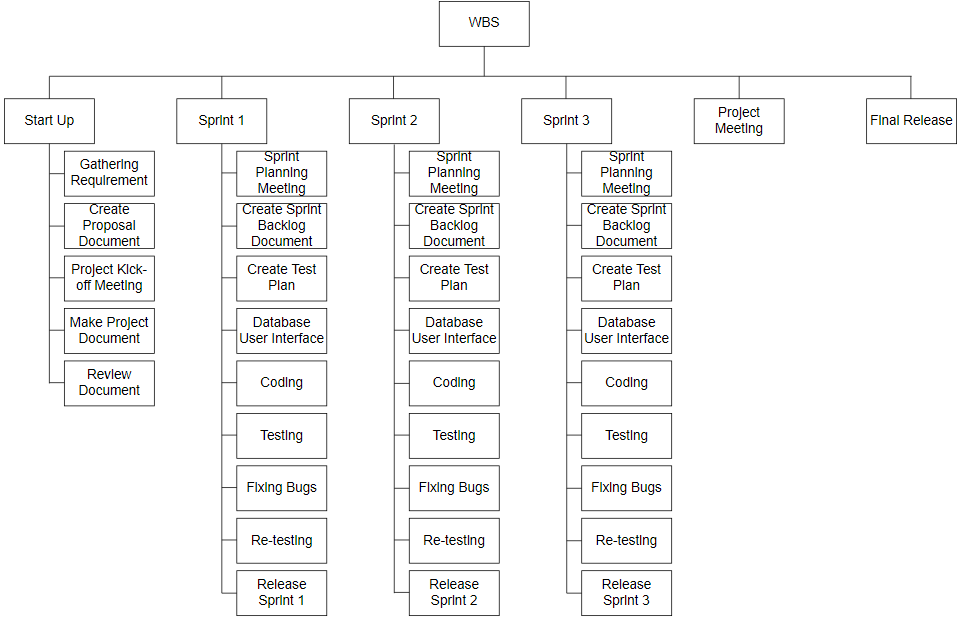 WBS
Start Up
Sprint 1
Sprint 2
Sprint 3
Project
Meeting
Final Release
Gathering
Requirement
Create
Proposal
Document
Project Kick-
off Meeting
Make Project
Document
Review
Document
Sprint
Planning
Meeting
Create Sprint
Backlog
Document
Create Test
Plan
Database
User Interface
Coding
Testing
Fixing Bugs
Re-testing
Release
Sprint 1
Sprint
Planning
Meeting
Create Sprint
Backlog
Document
Create Test
Plan
Database
User Interface
Coding
Testing
Fixing Bugs
Re-testing
Release
Sprint 2
Sprint
Planning
Meeting
Create Sprint
Backlog
Document
Create Test
Plan
Database
User Interface
Coding
Testing
Fixing Bugs
Re-testing
Release
Sprint 3